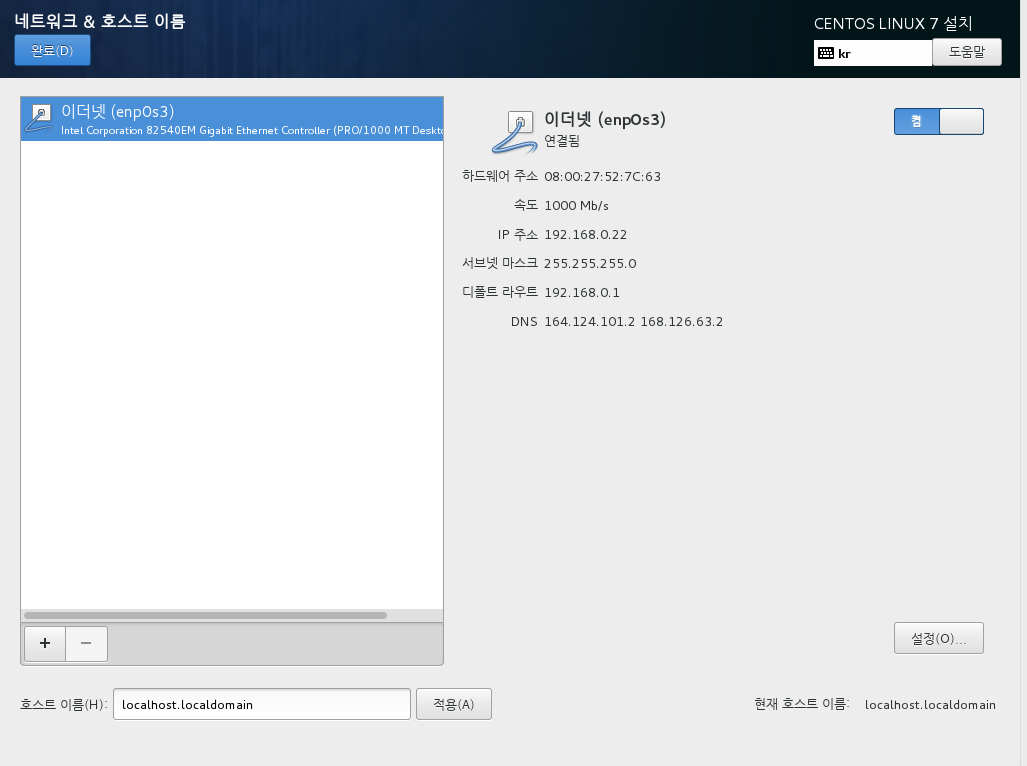 네트워크 & 호스트 이름
CENTOS LINUX 7 설치
완료(D)
kr
도움말
이더넷 (enp0s3)
Intel Corporation 82540EM Gigabit Ethernet Controller (PRO/1000 MT Deskto
이더넷 (enp0s3)
연결됨
켬
하드웨어 주소 08:00:27:52:7C:63
속도 1000 Mb/s
IP 주소 192.168.0.22
서브넷 마스크 255.255.255.0
디폴트 라우트 192.168.0.1
DNS 164.124.101.2 168.126.63.2
설정(O)...
호스트 이름(H): localhost.localdomain 적용(A)
현재 호스트 이름: localhost.localdomain